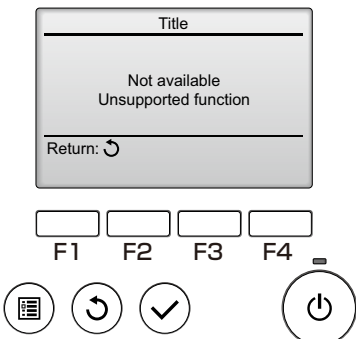 Title
Not available
Unsupported function
Return:
F1 F2 F3 F4